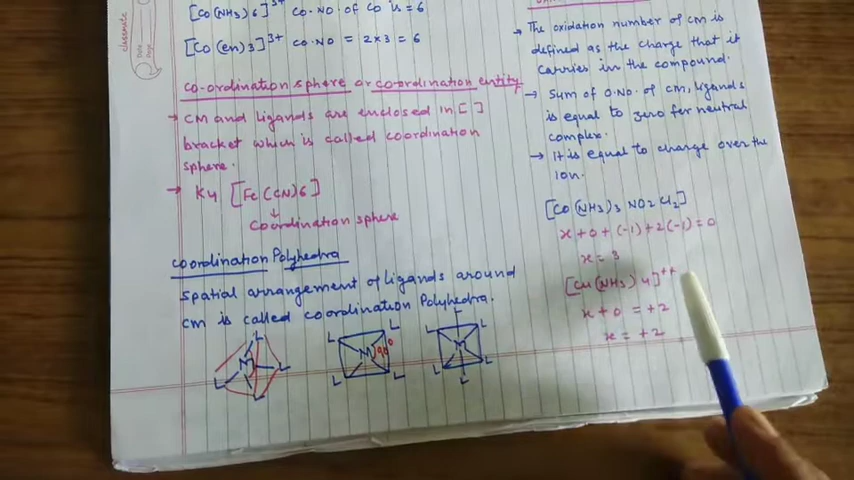 classmate
Date
Page
[Co(NH3)6]3+ Co.No. of Co is = 6
[Co(en)3]3+ Co.No = 2x3 = 6
co-ordination sphere or co-ordination entity
→ CM and ligands are enclosed in [ ]
bracket which is called coordination
sphere.
→ K4 [Fe(CN)6]
↓
Coordination sphere
coordination Polyhedra
spatial arrangement of ligands around
cm is called coordination Polyhedra.
L
M
L
L
L
L
L
M
90°
L
L
L
L
L
M
L
L
L
→ The oxidation number of cm is
defined as the charge that it
carries in the compound.
→ Sum of O.No. of cm, ligands
is equal to zero for neutral
complex.
→ It is equal to charge over the
Ion.
[Co(NH3)3 NO2 Cl2]
x + 0 + (-1) + 2(-1) = 0
x = 3
[Cu(NH3)4]++
x + 0 = +2
x = +2